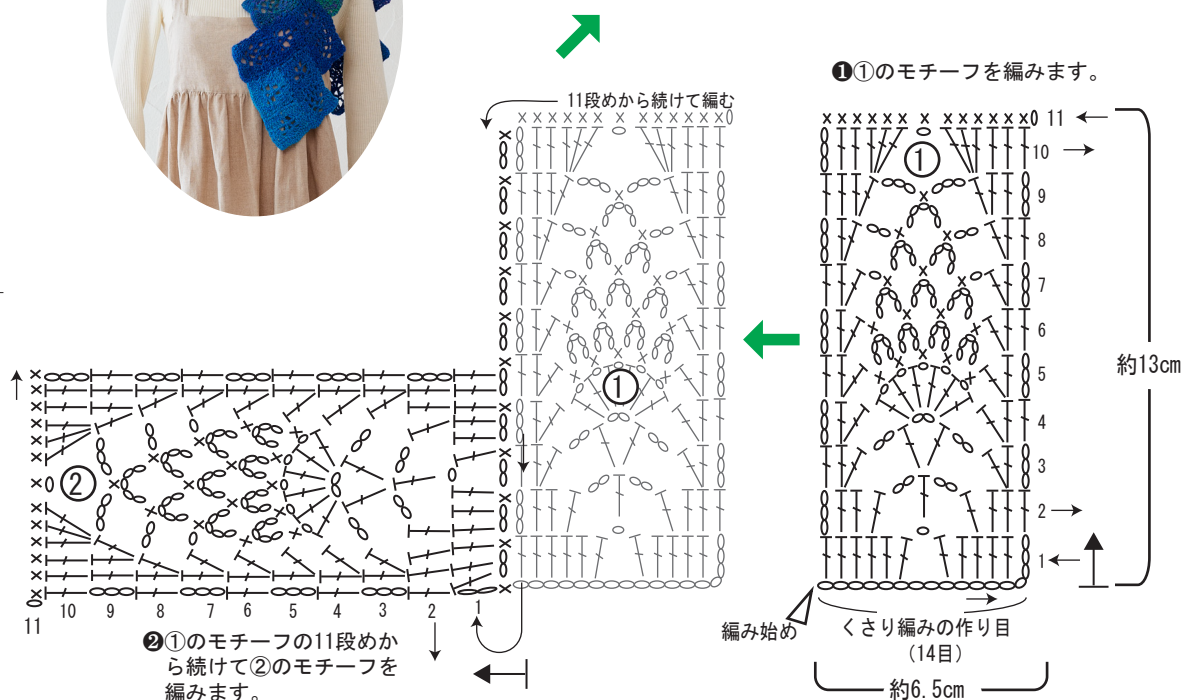 ❶①のモチーフを編みます。
11段めから続けて編む
11
10
9
8
7
6
5
4
3
2
1
①
①
約13cm
編み始め
くさり編みの作り目
(14目)
約6.5cm
②
11 10 9 8 7 6 5 4 3 2 1
❷①のモチーフの11段めか
ら続けて②のモチーフを
編みます。